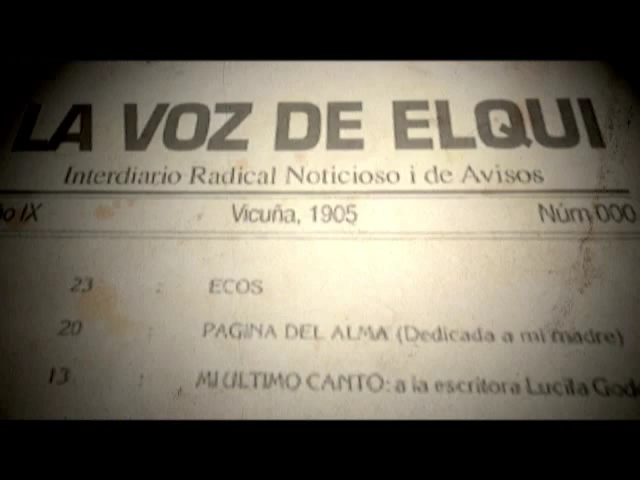 LA VOZ DE ELQUI
Interdiario Radical Noticioso i de Avisos
IX Vicuña, 1905 Núm 000
23 : ECOS
20 : PAGINA DEL ALMA (Dedicada a mi madre)
13 : MI ULTIMO CANTO: a la escritora Lucila